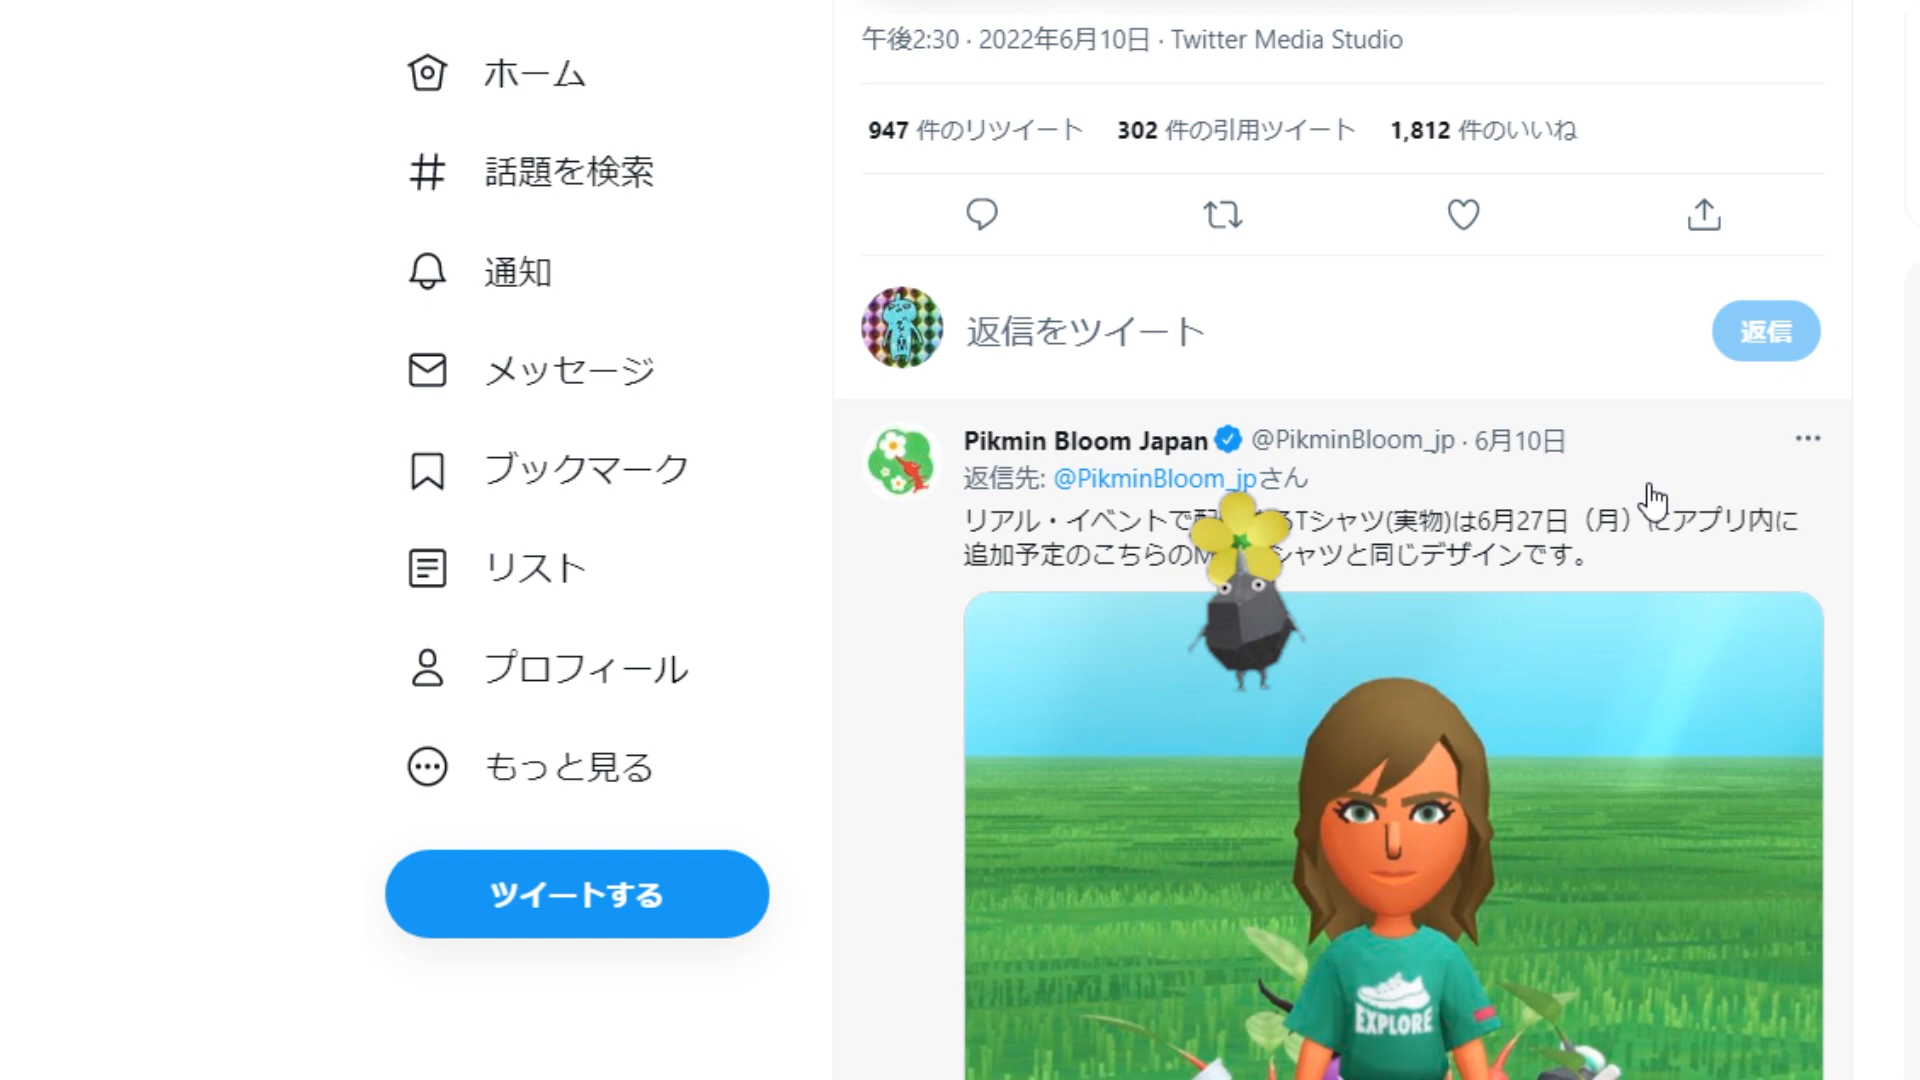 ホーム
話題を検索
通知
メッセージ
ブックマーク
リスト
プロフィール
もっと見る
ツイートする
午後2:30 · 2022年6月10日 · Twitter Media Studio
947 件のリツイート 302 件の引用ツイート 1,812 件のいいね
返信をツイート
返信
Pikmin Bloom Japan @PikminBloom_jp · 6月10日
返信先: @PikminBloom_jpさん
リアル・イベントで配 るTシャツ(実物)は6月27日（月）にアプリ内に
追加予定のこちらのM シャツと同じデザインです。
EXPLORE